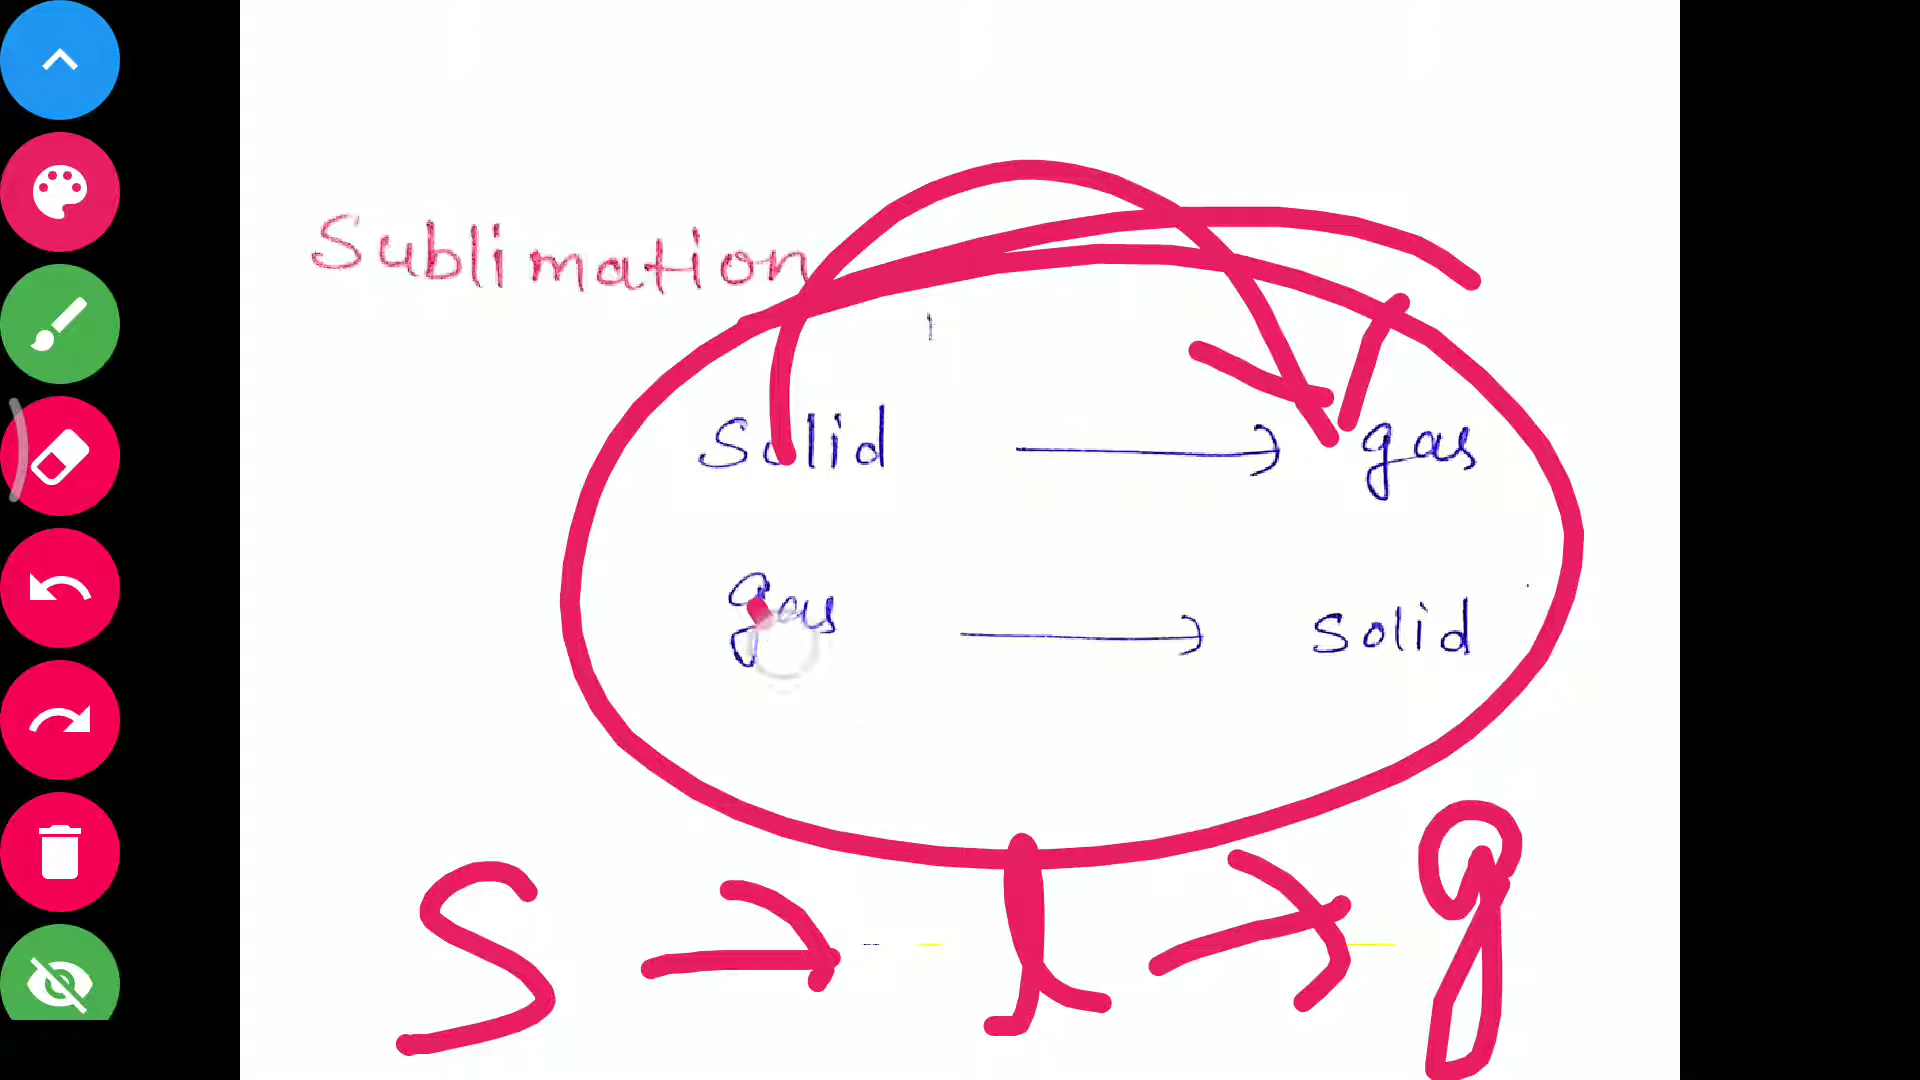 Sublimation
Solid → gas
gas → solid
S → l → g